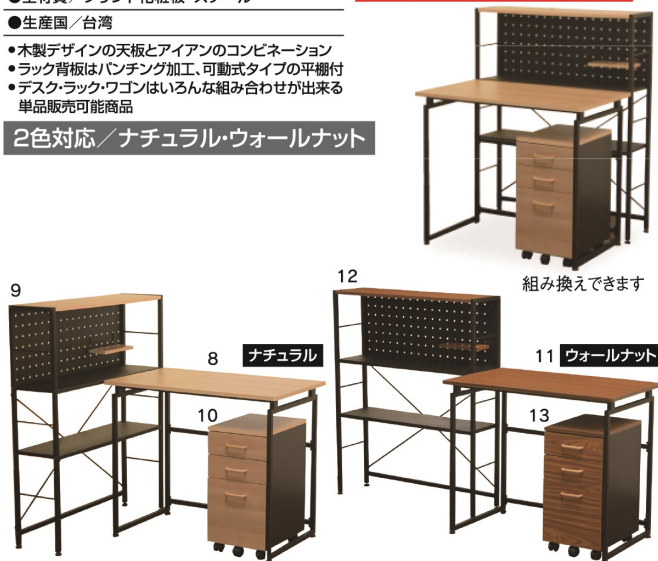 ●生産国／台湾
●木製デザインの天板とアイアンのコンビネーション
●ラック背板はパンチング加工、可動式タイプの平棚付
●デスク・ラック・ワゴンはいろんな組み合わせが出来る
単品販売可能商品
2色対応／ナチュラル・ウォールナット
組み換えできます
9
12
8 ナチュラル
11 ウォールナット
10
13